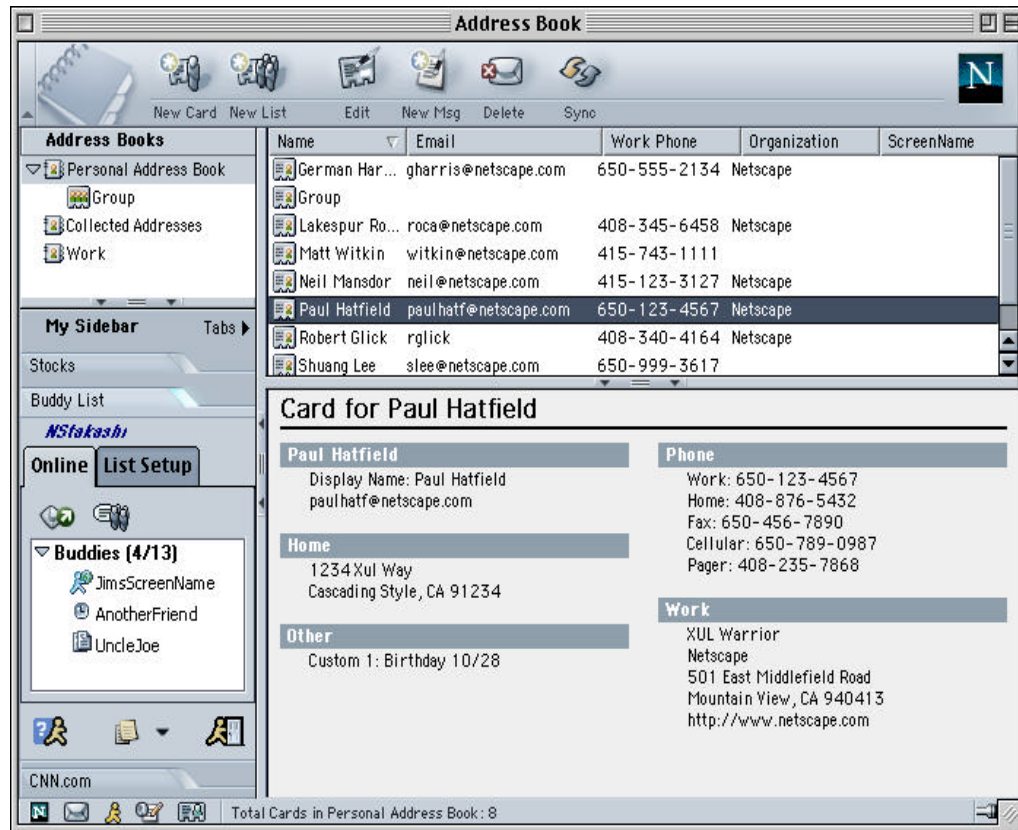 Address Book
N
New Card New List Edit New Msg Delete Sync
Address Books
Personal Address Book
Group
Collected Addresses
Work
Name Email Work Phone Organization ScreenName
German Har... gharris@netscape.com 650-555-2134 Netscape
Group
Lakespur Ro... roca@netscape.com 408-345-6458 Netscape
Matt Witkin witkin@netscape.com 415-743-1111
Neil Mansdor neil@netscape.com 415-123-3127 Netscape
Paul Hatfield paulhatf@netscape.com 650-123-4567 Netscape
Robert Glick rglick 408-340-4164 Netscape
Shuang Lee slee@netscape.com 650-999-3617
My Sidebar Tabs
Stocks
Buddy List
NStakashi
Online List Setup
Buddies (4/13)
JimsScreenName
AnotherFriend
UncleJoe
CNN.com
Card for Paul Hatfield
Paul Hatfield
Display Name: Paul Hatfield
paulhatf@netscape.com
Home
1234 Xul Way
Cascading Style, CA 91234
Other
Custom 1: Birthday 10/28
Phone
Work: 650-123-4567
Home: 408-876-5432
Fax: 650-456-7890
Cellular: 650-789-0987
Pager: 408-235-7868
Work
XUL Warrior
Netscape
501 East Middlefield Road
Mountain View, CA 940413
http://www.netscape.com
N
Total Cards in Personal Address Book: 8